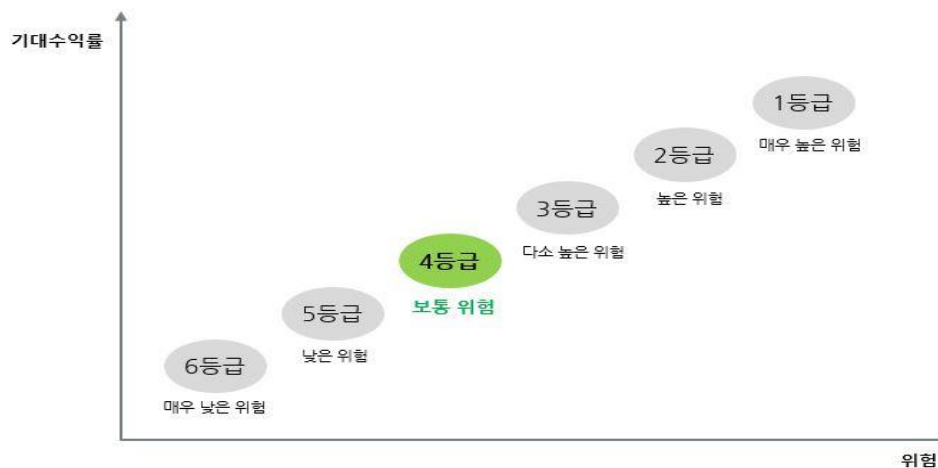 기대수익률
1등급
매우 높은 위험
2등급
높은 위험
3등급
다소 높은 위험
4등급
보통 위험
5등급
낮은 위험
6등급
매우 낮은 위험
위험